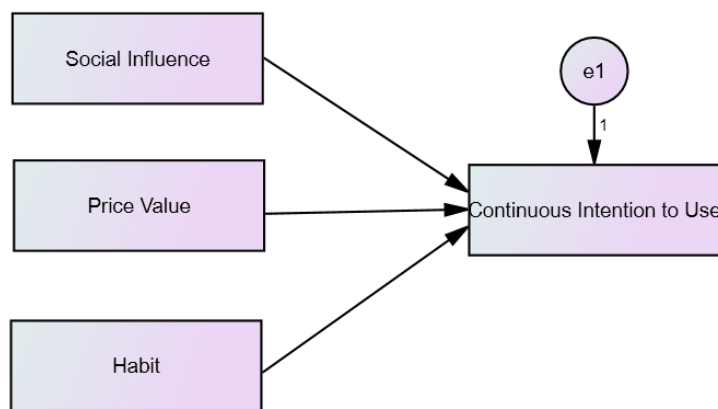 Social Influence
e1
1
Price Value
Continuous Intention to Use
Habit